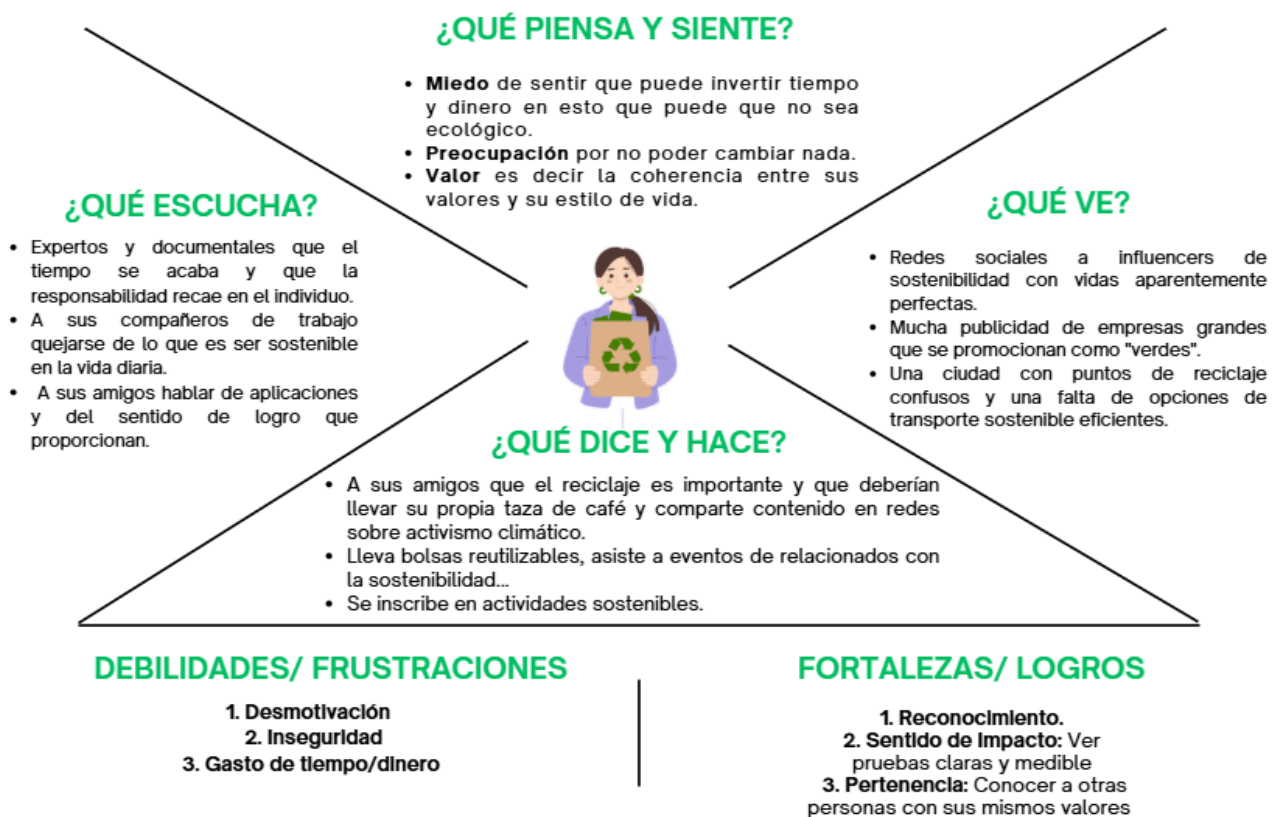 ¿QUÉ PIENSA Y SIENTE?
• Miedo de sentir que puede invertir tiempo
y dinero en esto que puede que no sea
ecológico.
• Preocupación por no poder cambiar nada.
• Valor es decir la coherencia entre sus
valores y su estilo de vida.
¿QUÉ ESCUCHA?
• Expertos y documentales que el
tiempo se acaba y que la
responsabilidad recae en el individuo.
• A sus compañeros de trabajo
quejarse de lo que es ser sostenible
en la vida diaria.
• A sus amigos hablar de aplicaciones
y del sentido de logro que
proporcionan.
¿QUÉ VE?
• Redes sociales a influencers de
sostenibilidad con vidas aparentemente
perfectas.
• Mucha publicidad de empresas grandes
que se promocionan como "verdes".
• Una ciudad con puntos de reciclaje
confusos y una falta de opciones de
transporte sostenible eficientes.
¿QUÉ DICE Y HACE?
• A sus amigos que el reciclaje es importante y que deberían
llevar su propia taza de café y comparte contenido en redes
sobre activismo climático.
• Lleva bolsas reutilizables, asiste a eventos de relacionados con
la sostenibilidad...
• Se inscribe en actividades sostenibles.
DEBILIDADES/ FRUSTRACIONES
1. Desmotivación
2. Inseguridad
3. Gasto de tiempo/dinero
FORTALEZAS/ LOGROS
1. Reconocimiento.
2. Sentido de Impacto: Ver
pruebas claras y medible
3. Pertenencia: Conocer a otras
personas con sus mismos valores